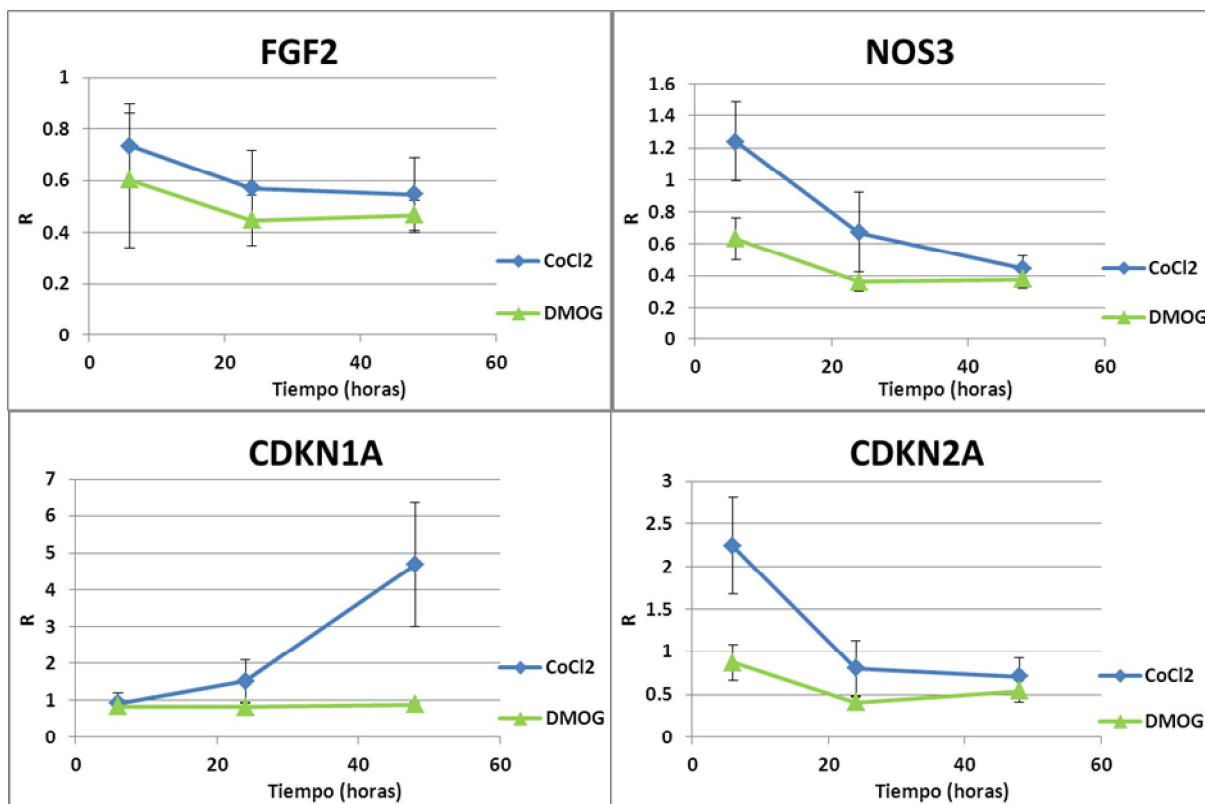 FGF2
1
0.8
0.6
0.4
0.2
0
R
0 20 40 60
Tiempo (horas)
CoCl2
DMOG
NOS3
1.6
1.4
1.2
1
0.8
0.6
0.4
0.2
0
R
0 20 40 60
Tiempo (horas)
CoCl2
DMOG
CDKN1A
7
6
5
4
3
2
1
0
R
0 20 40 60
Tiempo (horas)
CoCl2
DMOG
CDKN2A
3
2.5
2
1.5
1
0.5
0
R
0 20 40 60
Tiempo (horas)
CoCl2
DMOG